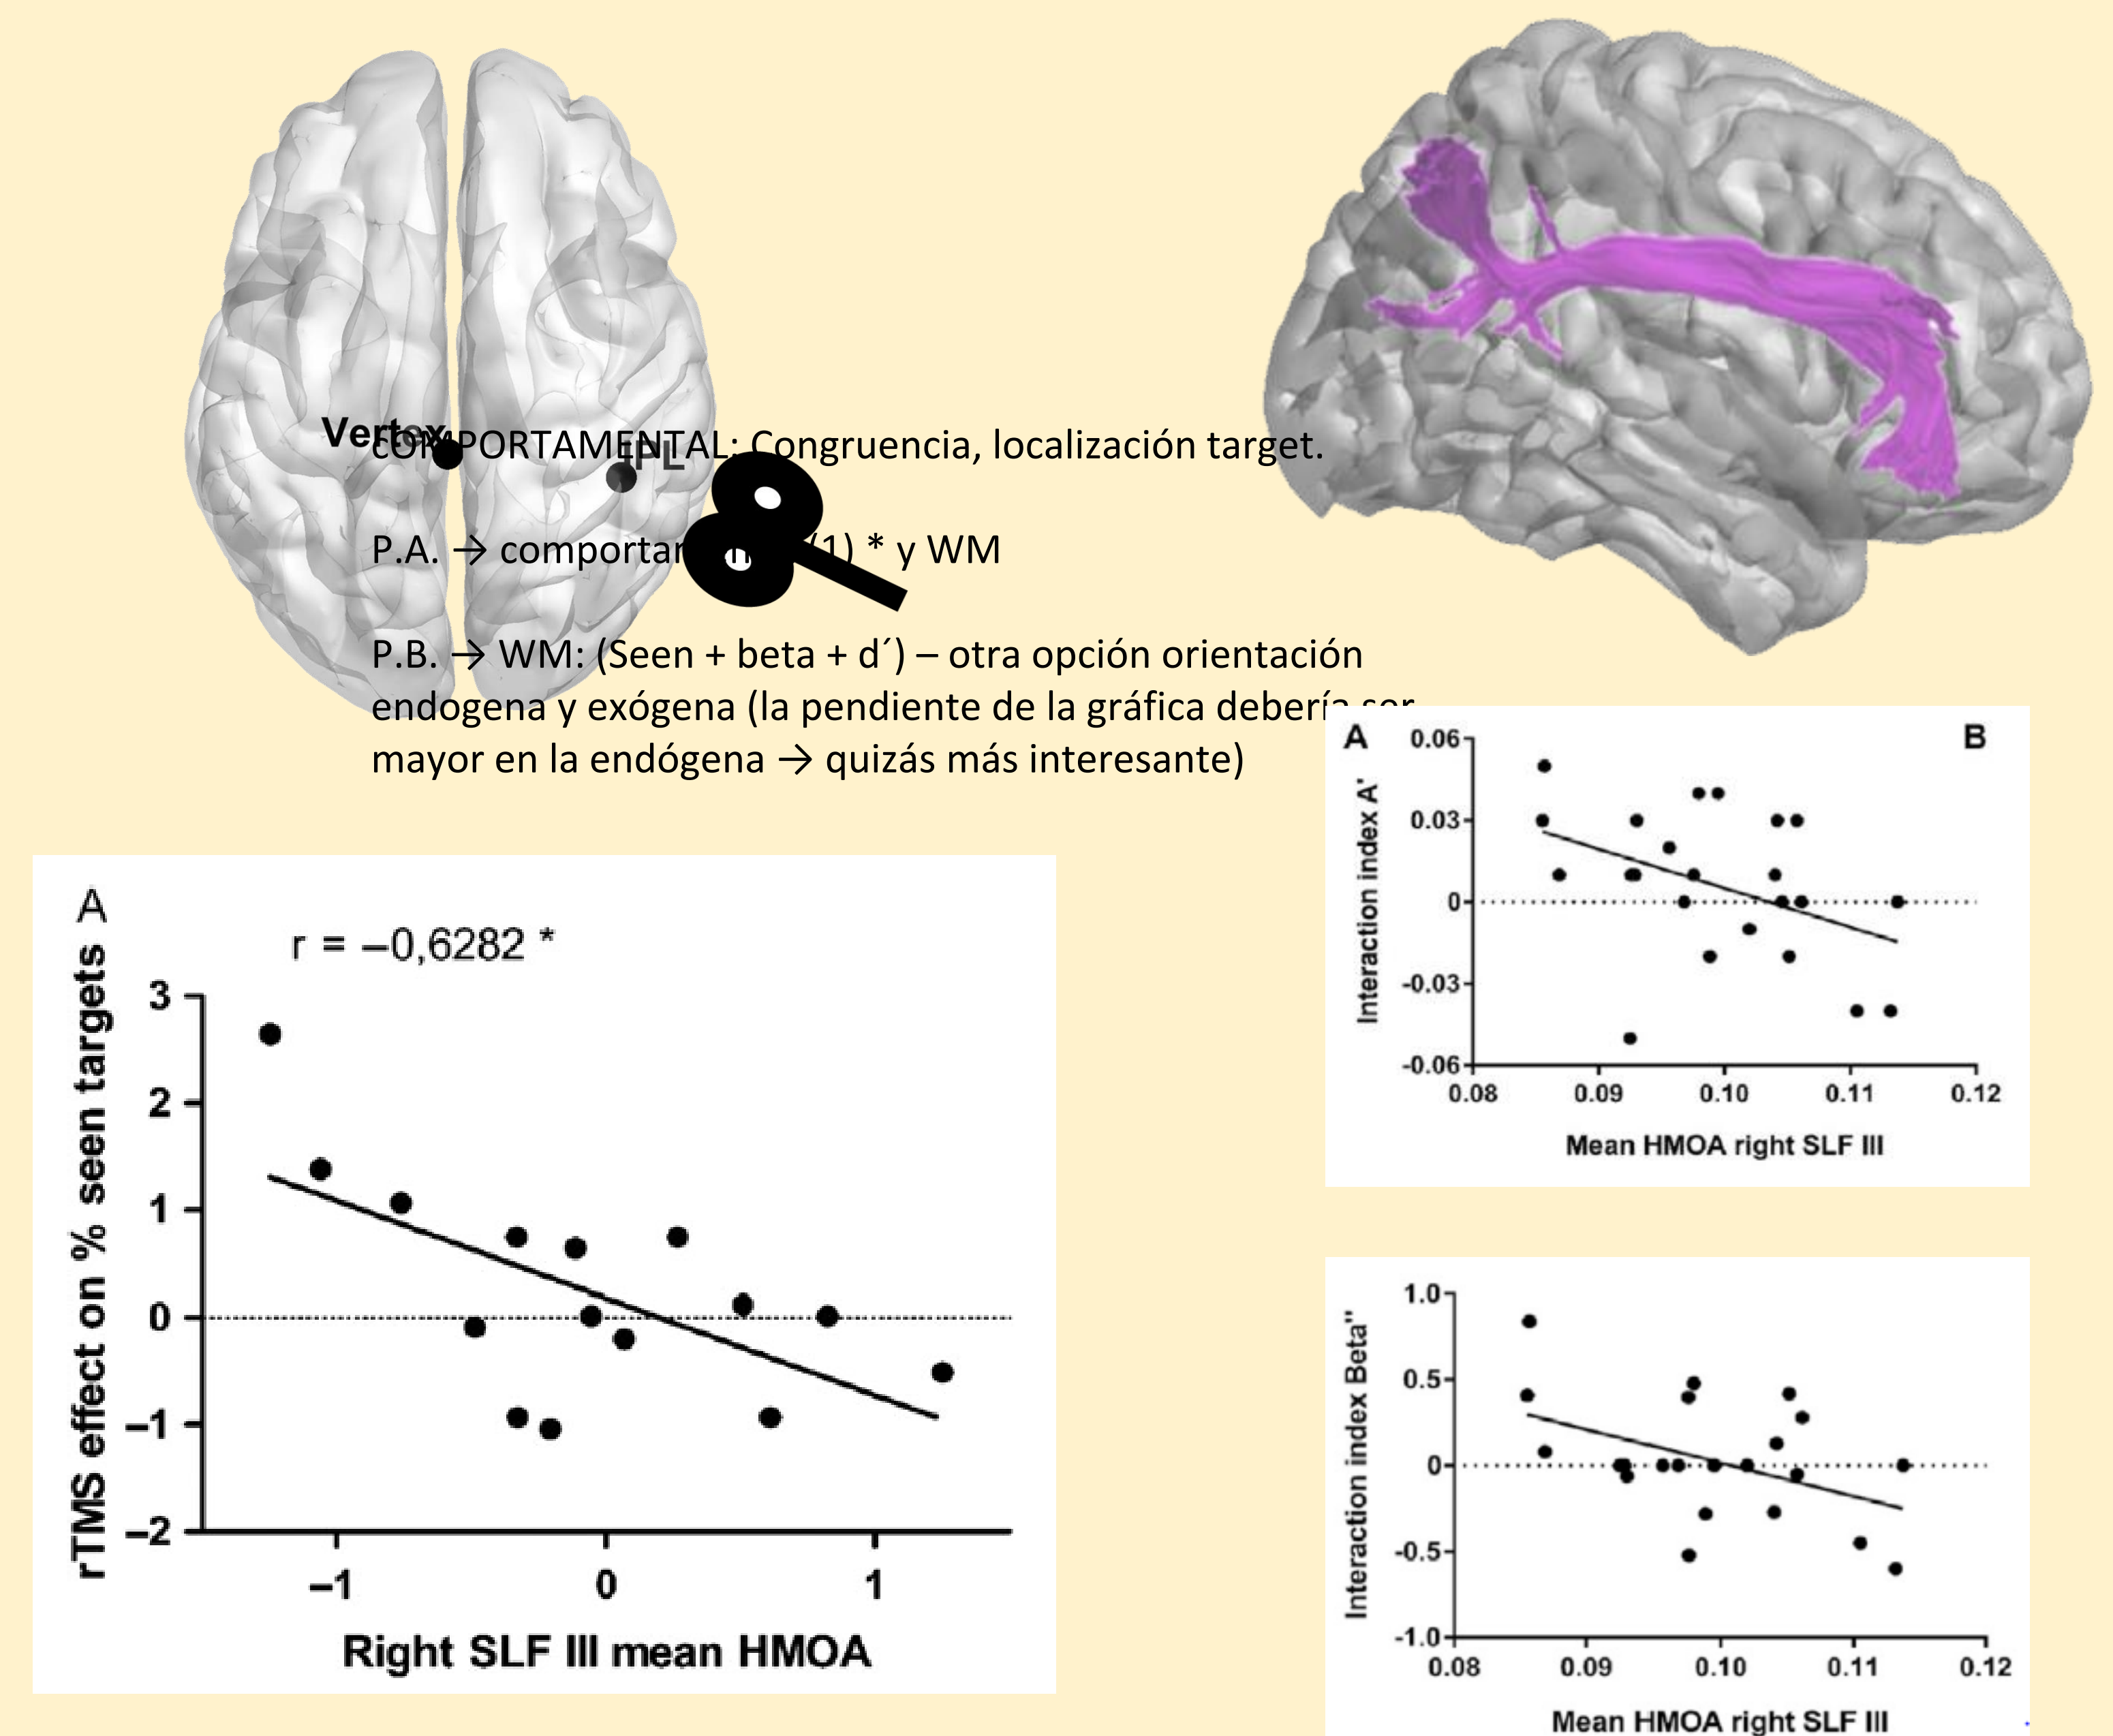 Vertex
IPL
cOMPORTAMENTAL: Congruencia, localización target.
P.A. → (1) * y WM
P.B. → WM: (Seen + beta + d´) – otra opción orientación
endogena y exógena (la pendiente de la gráfica debería ser
mayor en la endógena → quizás más interesante)
A
r = –0,6282 *
rTMS effect on % seen targets
3
2
1
0
–1
–2
–1
0
1
Right SLF III mean HMOA
A
B
Interaction index A'
0.06
0.03
0
-0.03
-0.06
0.08
0.09
0.10
0.11
0.12
Mean HMOA right SLF III
Interaction index Beta"
1.0
0.5
0
-0.5
-1.0
0.08
0.09
0.10
0.11
0.12
Mean HMOA right SLF III